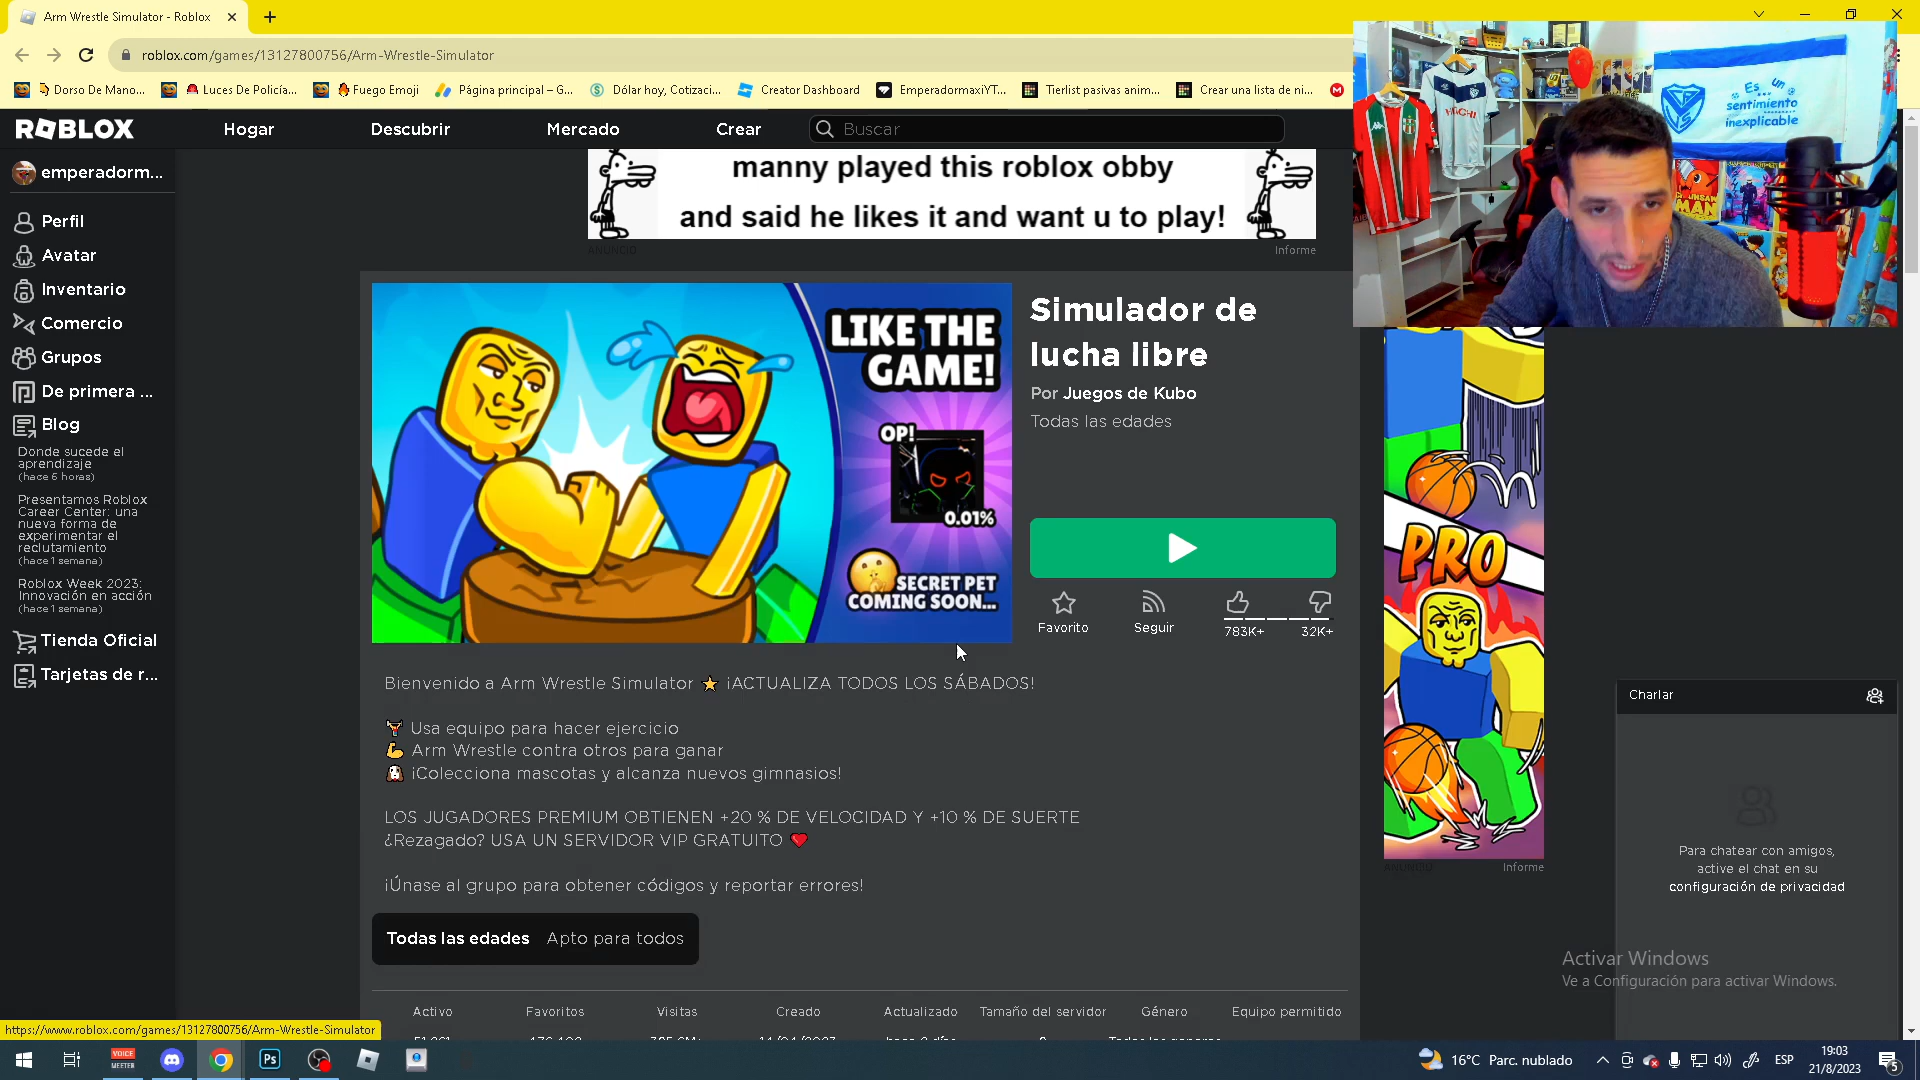 Arm Wrestle Simulator - Roblox
roblox.com/games/13127800756/Arm-Wrestle-Simulator
Dorso De Mano...
Luces De Policía...
Fuego Emoji
Página principal – G...
Dólar hoy, Cotizaci...
Creator Dashboard
EmperadormaxiYT...
Tierlist pasivas anim...
Crear una lista de ni...
ROBLOX
Hogar
Descubrir
Mercado
Crear
Buscar
emperadorm...
Perfil
Avatar
Inventario
Comercio
Grupos
De primera ...
Blog
Donde sucede el
aprendizaje
(hace 6 horas)
Presentamos Roblox
Career Center: una
nueva forma de
experimentar el
reclutamiento
(hace 1 semana)
Roblox Week 2023:
Innovación en acción
(hace 1 semana)
Tienda Oficial
Tarjetas de r...
manny played this roblox obby
and said he likes it and want u to play!
ANUNCIO
Informe
LIKE THE
GAME!
OP!
0.01%
SECRET PET
COMING SOON...
Simulador de
lucha libre
Por Juegos de Kubo
Todas las edades
Favorito
Seguir
783K+
32K+
Bienvenido a Arm Wrestle Simulator ⭐ ¡ACTUALIZA TODOS LOS SÁBADOS!
🏋 Usa equipo para hacer ejercicio
💪 Arm Wrestle contra otros para ganar
🐶 ¡Colecciona mascotas y alcanza nuevos gimnasios!
LOS JUGADORES PREMIUM OBTIENEN +20 % DE VELOCIDAD Y +10 % DE SUERTE
¿Rezagado? USA UN SERVIDOR VIP GRATUITO ❤
¡Únase al grupo para obtener códigos y reportar errores!
Todas las edades Apto para todos
Activo
Favoritos
Visitas
Creado
Actualizado
Tamaño del servidor
Género
Equipo permitido
Es... un
sentimiento
inexplicable
PRO
ANUNCIO
Informe
Charlar
Para chatear con amigos,
active el chat en su
configuración de privacidad
Activar Windows
Ve a Configuración para activar Windows.
https://www.roblox.com/games/13127800756/Arm-Wrestle-Simulator
VOICE
MEETER
Ps
16°C Parc. nublado
ESP
19:03
21/8/2023
5